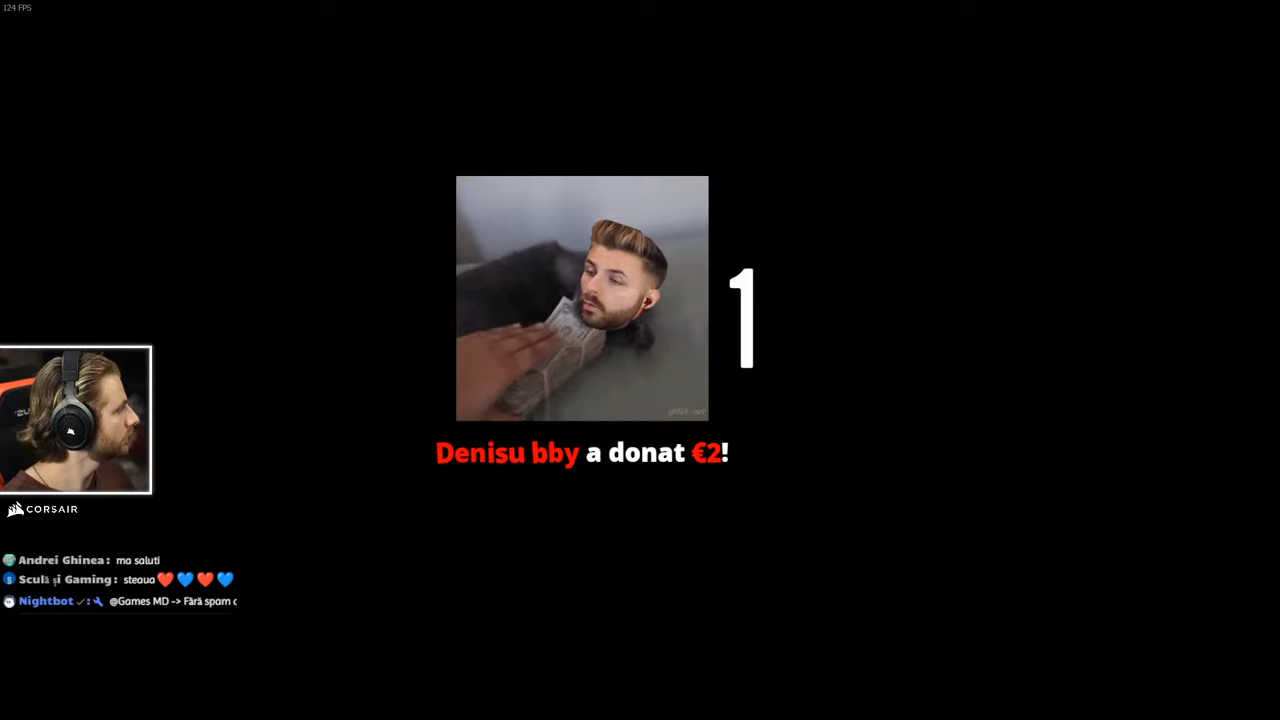 124 FPS
1
Denisu bby a donat €2!
CORSAIR
Andrei Ghinea: ma saluti
Sculă și Gaming: steaua❤️💙❤️💙
Nightbot ✓: @Games MD -> Fără spam c